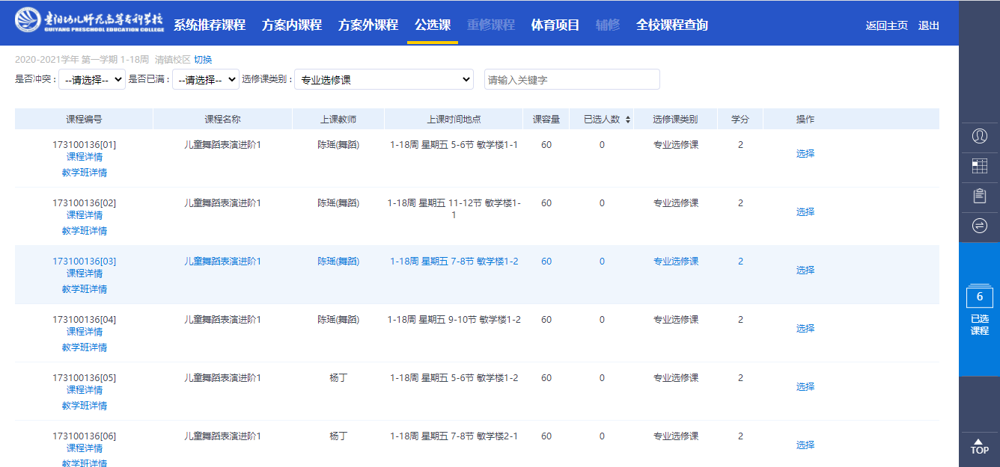 贵阳幼儿师范高等专科学校
GUIYANG PRESCHOOL EDUCATION COLLEGE
系统推荐课程 方案内课程 方案外课程 公选课 重修课程 体育项目 辅修 全校课程查询 返回主页 退出
2020-2021学年 第一学期 1-18周 清镇校区 切换
是否冲突 : --请选择-- 是否已满 : --请选择-- 选修课类别 : 专业选修课 请输入关键字
课程编号 课程名称 上课教师 上课时间地点 课容量 已选人数 选修课类别 学分 操作
173100136[01] 儿童舞蹈表演进阶1 陈瑶(舞蹈) 1-18周 星期五 5-6节 敏学楼1-1 60 0 专业选修课 2 选择
课程详情
教学班详情
173100136[02] 儿童舞蹈表演进阶1 陈瑶(舞蹈) 1-18周 星期五 11-12节 敏学楼1- 60 0 专业选修课 2 选择
1
课程详情
教学班详情
173100136[03] 儿童舞蹈表演进阶1 陈瑶(舞蹈) 1-18周 星期五 7-8节 敏学楼1-2 60 0 专业选修课 2 选择
课程详情
教学班详情
173100136[04] 儿童舞蹈表演进阶1 陈瑶(舞蹈) 1-18周 星期五 9-10节 敏学楼1-2 60 0 专业选修课 2 选择
课程详情
教学班详情
173100136[05] 儿童舞蹈表演进阶1 杨丁 1-18周 星期五 5-6节 敏学楼1-2 60 0 专业选修课 2 选择
课程详情
教学班详情
173100136[06] 儿童舞蹈表演进阶1 杨丁 1-18周 星期五 7-8节 敏学楼2-1 60 0 专业选修课 2 选择
课程详情
教学班详情
6
已选
课程
TOP